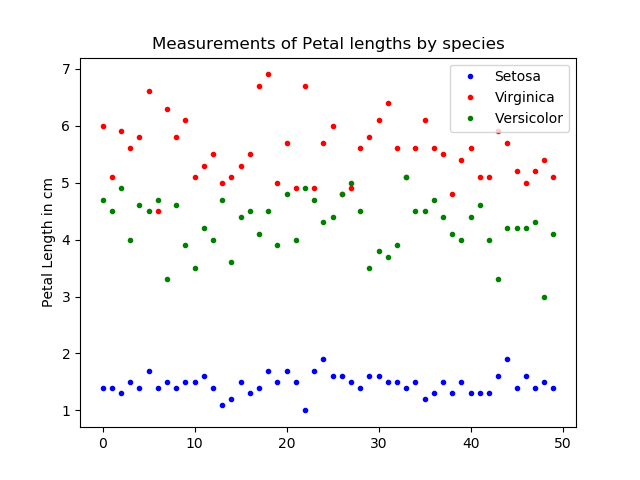 Measurements of Petal lengths by species
Setosa
Virginica
Versicolor
Petal Length in cm
7
6
5
4
3
2
1
0
10
20
30
40
50